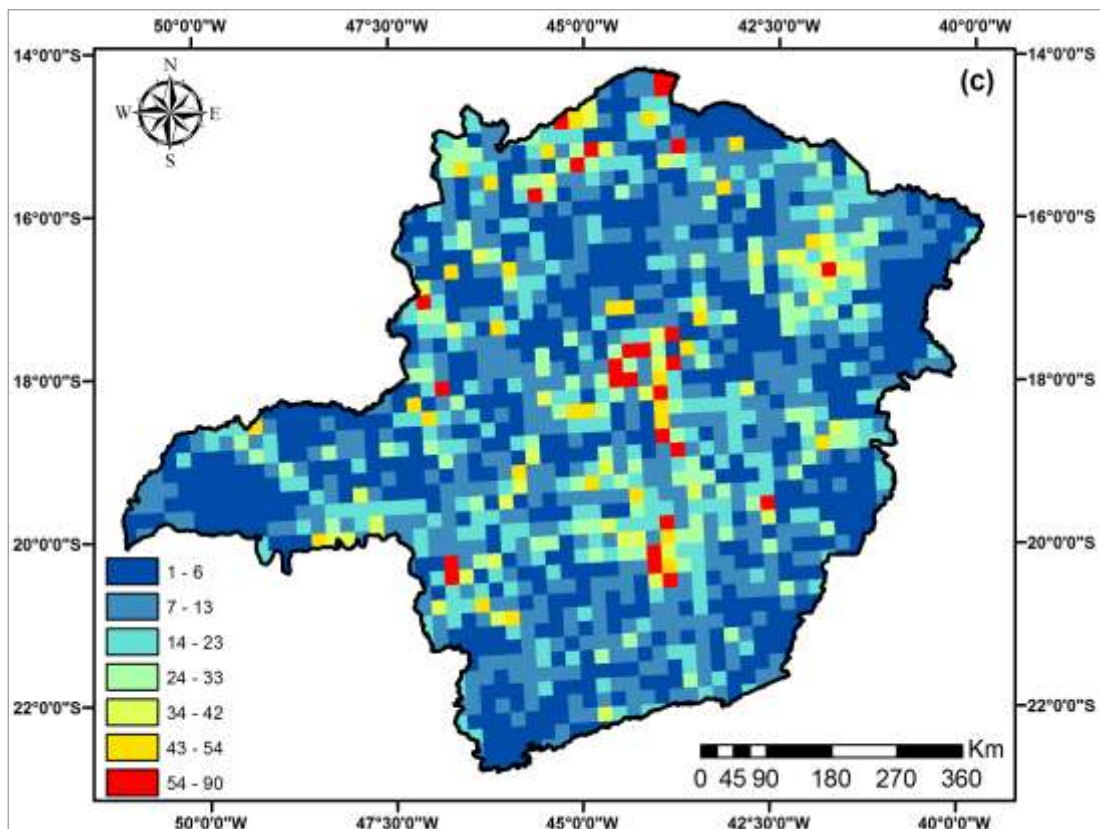 50°0'0"W 47°30'0"W 45°0'0"W 42°30'0"W 40°0'0"W
14°0'0"S 14°0'0"S
N
(c)
W E
S
16°0'0"S 16°0'0"S
18°0'0"S 18°0'0"S
20°0'0"S 20°0'0"S
1 - 6
7 - 13
14 - 23
24 - 33
34 - 42
43 - 54
54 - 90
22°0'0"S 22°0'0"S
Km
0 45 90 180 270 360
50°0'0"W 47°30'0"W 45°0'0"W 42°30'0"W 40°0'0"W